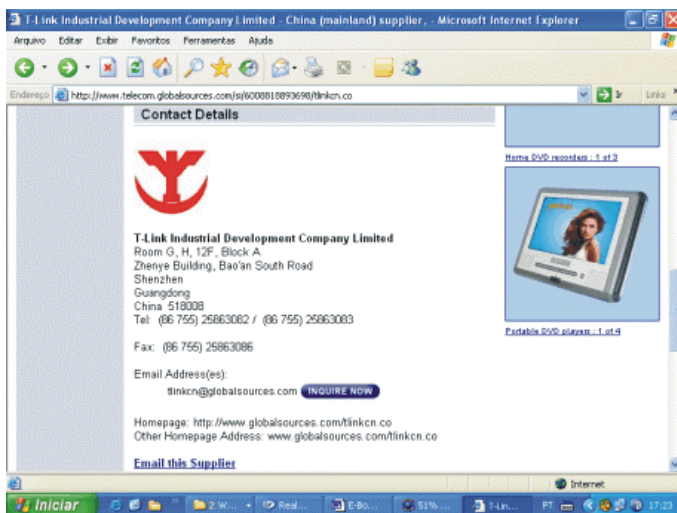 T-Link Industrial Development Company Limited - China (mainland) supplier, - Microsoft Internet Explorer
Arquivo Editar Exibir Favoritos Ferramentas Ajuda
Endereço http://www.telecom.globalsources.com/si/6008818893698/tlinkcn.co Ir Links
Contact Details
Home DVD recorders : 1 of 3
T-Link Industrial Development Company Limited
Room G, H, 12F, Block A
Zhenye Building, Bao'an South Road
Shenzhen
Guangdong
China 518008
Tel: (86 755) 25863082 / (86 755) 25863083
Portable DVD players : 1 of 4
Fax: (86 755) 25863086
Email Address(es):
tlinkcn@globalsources.com INQUIRE NOW
Homepage: http://www.globalsources.com/tlinkcn.co
Other Homepage Address: www.globalsources.com/tlinkcn.co
Email this Supplier
Internet
Iniciar 2 W... Real... E-Bo... 51% ... T-Lin... PT 17:23